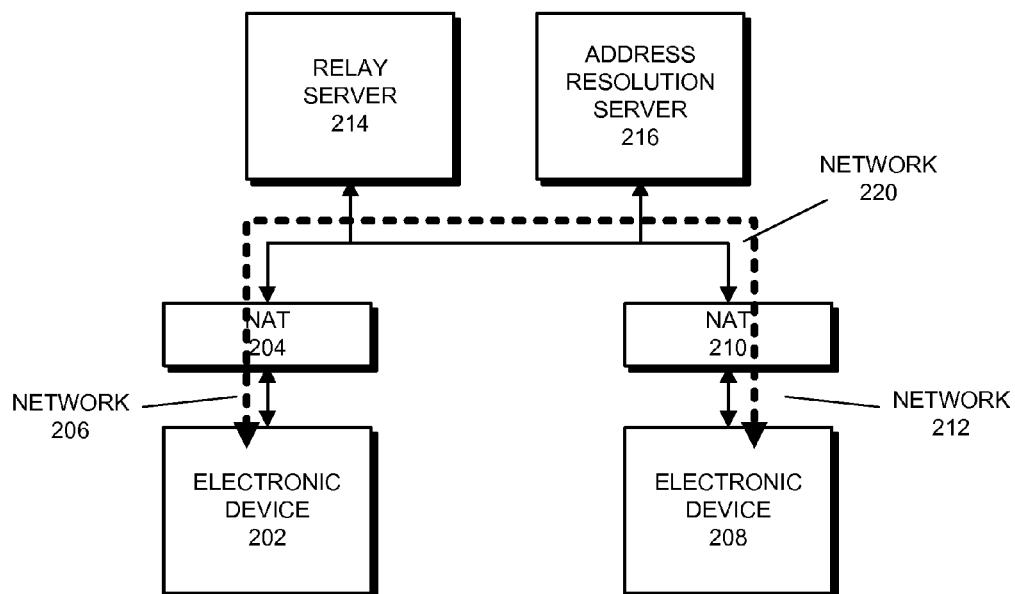 RELAY
SERVER
214
ADDRESS
RESOLUTION
SERVER
216
NETWORK
220
NAT
204
NAT
210
NETWORK
206
NETWORK
212
ELECTRONIC
DEVICE
202
ELECTRONIC
DEVICE
208